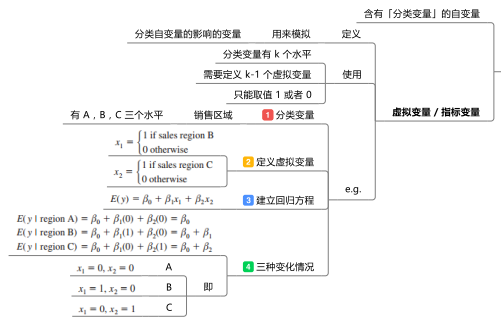 含有「分类变量」的自变量
虚拟变量 / 指标变量
定义
用来模拟
分类自变量的影响的变量
使用
分类变量有 k 个水平
需要定义 k-1 个虚拟变量
只能取值 1 或者 0
e.g.
1 分类变量
销售区域
有 A，B，C 三个水平
2 定义虚拟变量
x₁ = {1 if sales region B
0 otherwise
x₂ = {1 if sales region C
0 otherwise
3 建立回归方程
E(y) = β₀ + β₁x₁ + β₂x₂
4 三种变化情况
E(y | region A) = β₀ + β₁(0) + β₂(0) = β₀
E(y | region B) = β₀ + β₁(1) + β₂(0) = β₀ + β₁
E(y | region C) = β₀ + β₁(0) + β₂(1) = β₀ + β₂
即
A
x₁ = 0, x₂ = 0
B
x₁ = 1, x₂ = 0
C
x₁ = 0, x₂ = 1